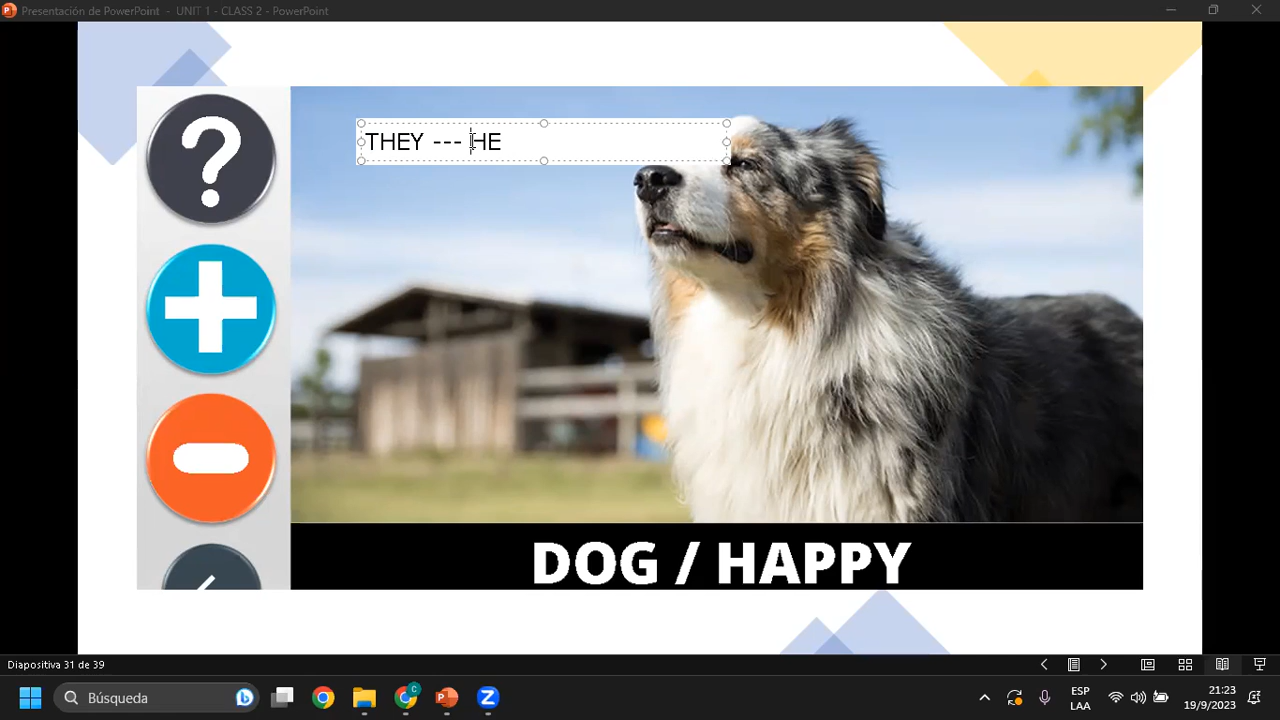 Presentación de PowerPoint - UNIT 1 - CLASS 2 - PowerPoint
THEY --- HE
DOG / HAPPY
Diapositiva 31 de 39
Búsqueda
ESP
LAA
21:23
19/9/2023